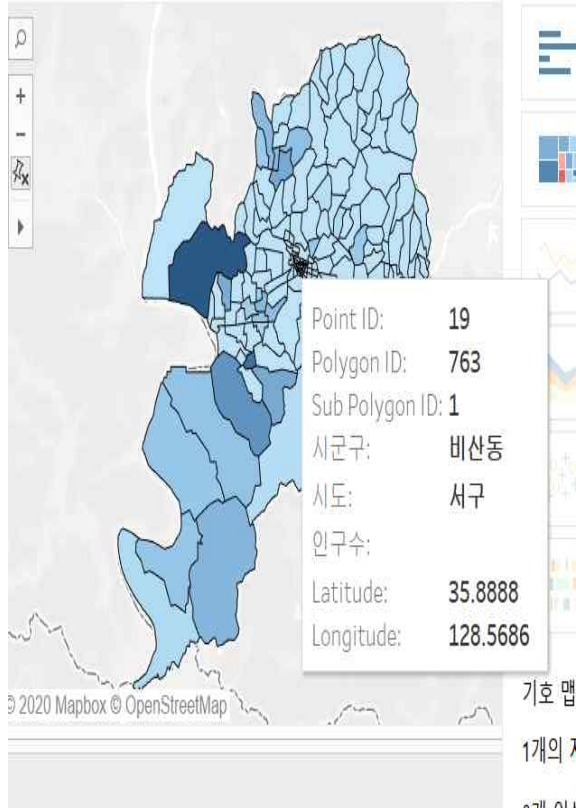 Point ID: 19
Polygon ID: 763
Sub Polygon ID: 1
시군구: 비산동
시도: 서구
인구수:
Latitude: 35.8888
Longitude: 128.5686
© 2020 Mapbox © OpenStreetMap
기호 맵
1개의